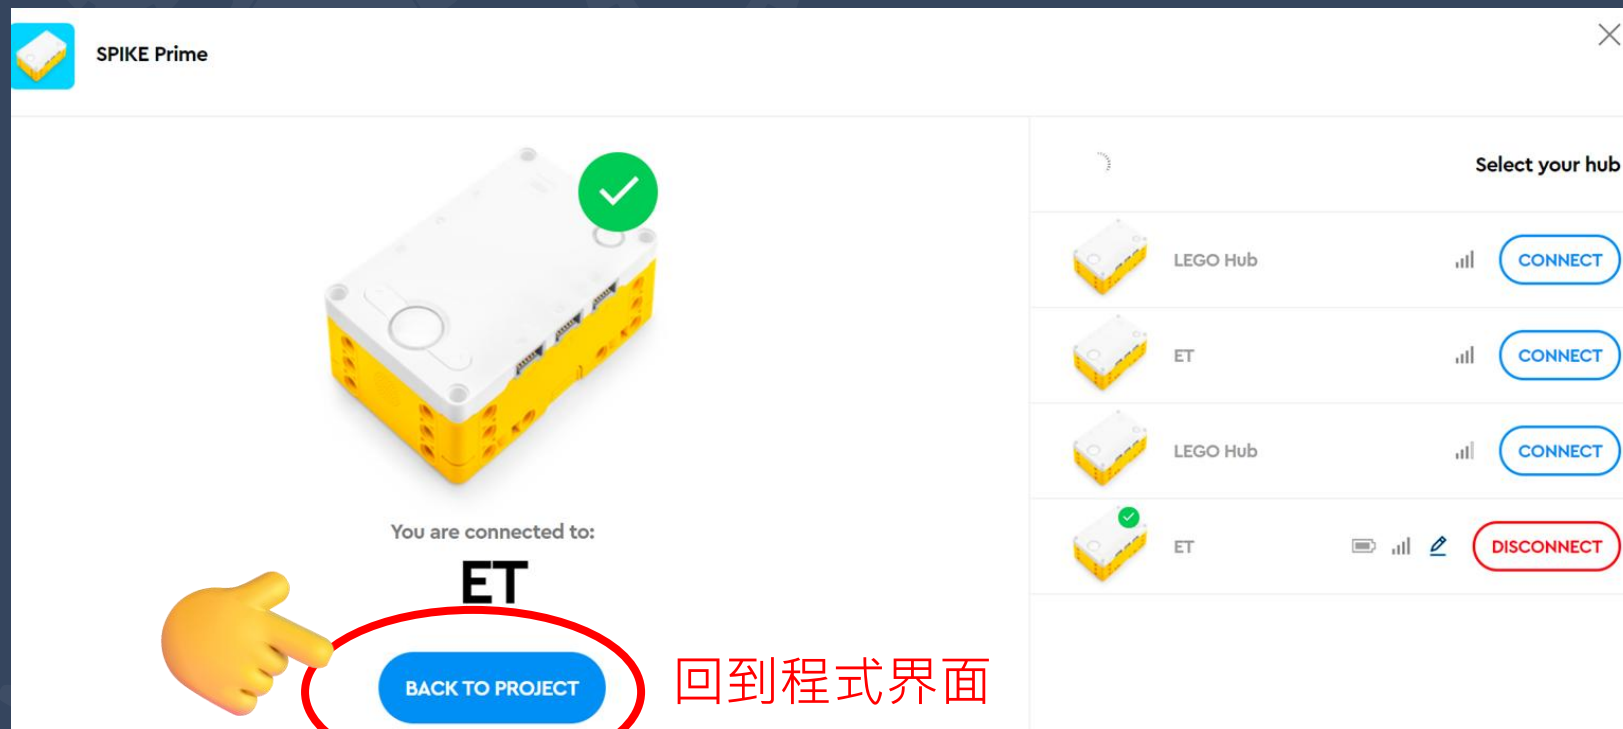 SPIKE Prime
You are connected to:
ET
BACK TO PROJECT
回到程式界面
Select your hub
LEGO Hub
CONNECT
ET
CONNECT
LEGO Hub
CONNECT
ET
DISCONNECT